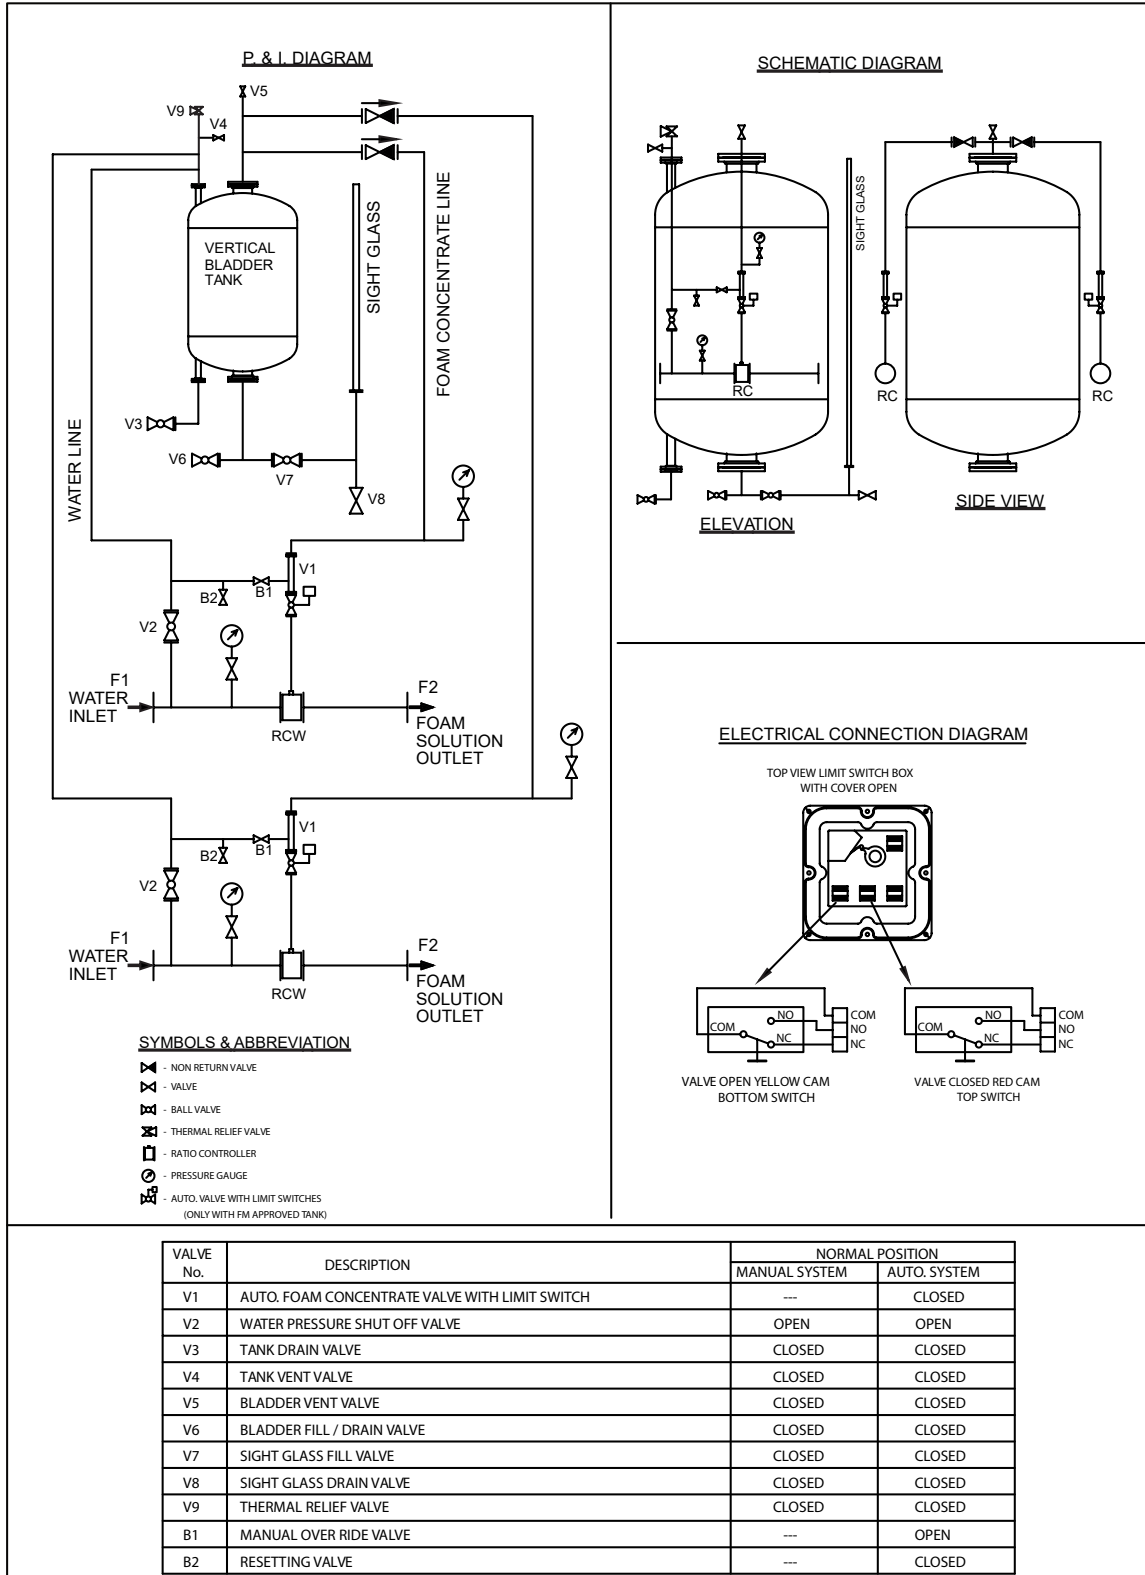 P. & I. DIAGRAM
V5
V9
V4
VERTICAL
BLADDER
TANK
SIGHT GLASS
FOAM CONCRETE LINE
WATER LINE
V3
V6
V7
V8
V1
B2
B1
V2
F1
WATER
INLET
RCW
F2
FOAM
SOLUTION
OUTLET
V1
B2
B1
V2
F1
WATER
INLET
RCW
F2
FOAM
SOLUTION
OUTLET
SYMBOLS & ABBREVIATION
- NON RETURN VALVE
- VALVE
- BALL VALVE
- THERMAL RELIEF VALVE
- RATIO CONTROLLER
- PRESSURE GAUGE
- AUTO. VALVE WITH LIMIT SWITCHES
(ONLY WITH FM APPROVED TANK)
SCHEMATIC DIAGRAM
SIGHT GLASS
RC
ELEVATION
RC
RC
SIDE VIEW
ELECTRICAL CONNECTION DIAGRAM
TOP VIEW LIMIT SWITCH BOX
WITH COVER OPEN
COM
NO
NC
COM
NO
NC
VALVE OPEN YELLOW CAM
BOTTOM SWITCH
COM
NO
NC
COM
NO
NC
VALVE CLOSED RED CAM
TOP SWITCH
VALVE No. DESCRIPTION NORMAL POSITION
MANUAL SYSTEM AUTO. SYSTEM
V1 AUTO. FOAM CONCENTRATE VALVE WITH LIMIT SWITCH --- CLOSED
V2 WATER PRESSURE SHUT OFF VALVE OPEN OPEN
V3 TANK DRAIN VALVE CLOSED CLOSED
V4 TANK VENT VALVE CLOSED CLOSED
V5 BLADDER VENT VALVE CLOSED CLOSED
V6 BLADDER FILL / DRAIN VALVE CLOSED CLOSED
V7 SIGHT GLASS FILL VALVE CLOSED CLOSED
V8 SIGHT GLASS DRAIN VALVE CLOSED CLOSED
V9 THERMAL RELIEF VALVE CLOSED CLOSED
B1 MANUAL OVER RIDE VALVE --- OPEN
B2 RESETTING VALVE --- CLOSED